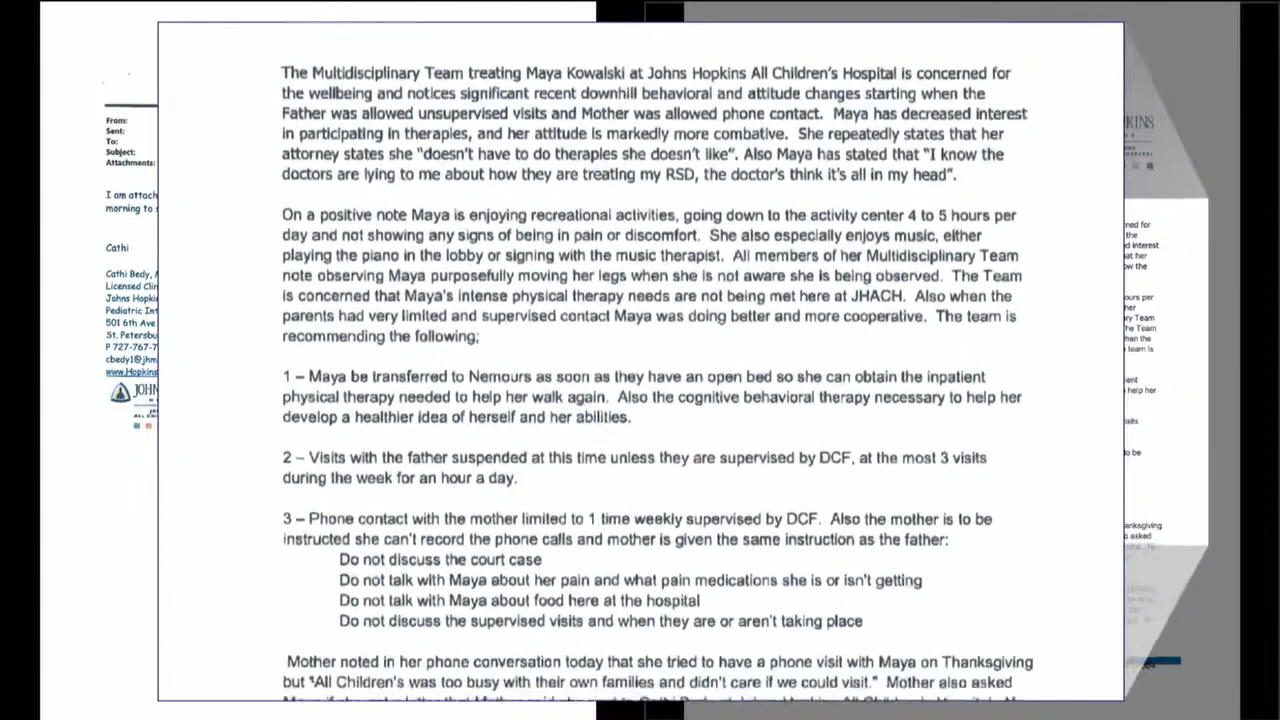 The Multidisciplinary Team treating Maya Kowalski at Johns Hopkins All Children's Hospital is concerned for
the wellbeing and notices significant recent downhill behavioral and attitude changes starting when the
Father was allowed unsupervised visits and Mother was allowed phone contact. Maya has decreased interest
in participating in therapies, and her attitude is markedly more combative. She repeatedly states that her
attorney states she "doesn't have to do therapies she doesn't like". Also Maya has stated that "I know the
doctors are lying to me about how they are treating my RSD, the doctor's think it's all in my head".
On a positive note Maya is enjoying recreational activities, going down to the activity center 4 to 5 hours per
day and not showing any signs of being in pain or discomfort. She also especially enjoys music, either
playing the piano in the lobby or signing with the music therapist. All members of her Multidisciplinary Team
note observing Maya purposefully moving her legs when she is not aware she is being observed. The Team
is concerned that Maya's intense physical therapy needs are not being met here at JHACH. Also when the
parents had very limited and supervised contact Maya was doing better and more cooperative. The team is
recommending the following;
1 – Maya be transferred to Nemours as soon as they have an open bed so she can obtain the inpatient
physical therapy needed to help her walk again. Also the cognitive behavioral therapy necessary to help her
develop a healthier idea of herself and her abilities.
2 – Visits with the father suspended at this time unless they are supervised by DCF, at the most 3 visits
during the week for an hour a day.
3 – Phone contact with the mother limited to 1 time weekly supervised by DCF. Also the mother is to be
instructed she can't record the phone calls and mother is given the same instruction as the father:
Do not discuss the court case
Do not talk with Maya about her pain and what pain medications she is or isn't getting
Do not talk with Maya about food here at the hospital
Do not discuss the supervised visits and when they are or aren't taking place
Mother noted in her phone conversation today that she tried to have a phone visit with Maya on Thanksgiving
but "All Children's was too busy with their own families and didn't care if we could visit." Mother also asked
From:
Sent:
To:
Subject:
Attachments:
I am attach
morning to
Cathi
Cathi Bedy,
Licensed Clin
Johns Hopki
Pediatric Int
501 6th Ave
St. Petersbu
P 727-767-7
cbedy1@jhm
www.Hopkins
JOHN